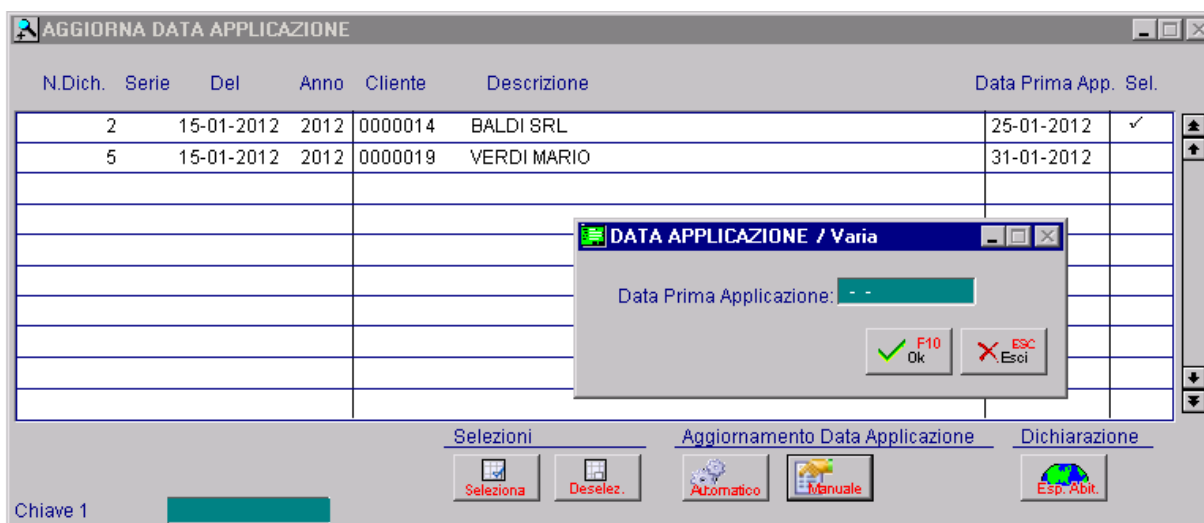 AGGIORNA DATA APPLICAZIONE
N.Dich. Serie Del Anno Cliente Descrizione Data Prima App. Sel.
2 15-01-2012 2012 0000014 BALDI SRL 25-01-2012 ✓
5 15-01-2012 2012 0000019 VERDI MARIO 31-01-2012
DATA APPLICAZIONE / Varia
Data Prima Applicazione: - -
F10 Ok ESC Esci
Selezioni Aggiornamento Data Applicazione Dichiarazione
Seleziona Deselez. Automatico Manuale Esp. Abit.
Chiave 1